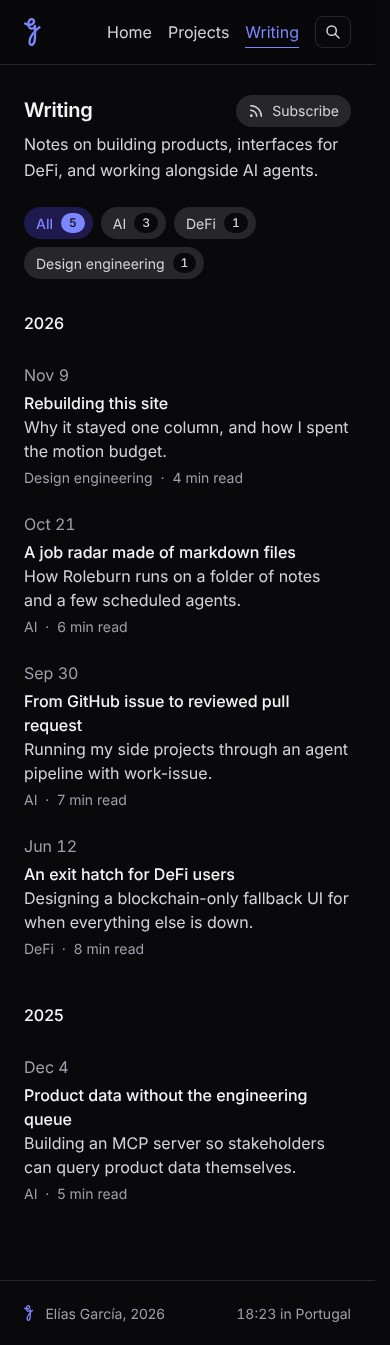 Home Projects Writing
Writing
Subscribe
Notes on building products, interfaces for
DeFi, and working alongside AI agents.
All 5 AI 3 DeFi 1
Design engineering 1
2026
Nov 9
Rebuilding this site
Why it stayed one column, and how I spent
the motion budget.
Design engineering · 4 min read
Oct 21
A job radar made of markdown files
How Roleburn runs on a folder of notes
and a few scheduled agents.
AI · 6 min read
Sep 30
From GitHub issue to reviewed pull
request
Running my side projects through an agent
pipeline with work-issue.
AI · 7 min read
Jun 12
An exit hatch for DeFi users
Designing a blockchain-only fallback UI for
when everything else is down.
DeFi · 8 min read
2025
Dec 4
Product data without the engineering
queue
Building an MCP server so stakeholders
can query product data themselves.
AI · 5 min read
Elías García, 2026
18:23 in Portugal